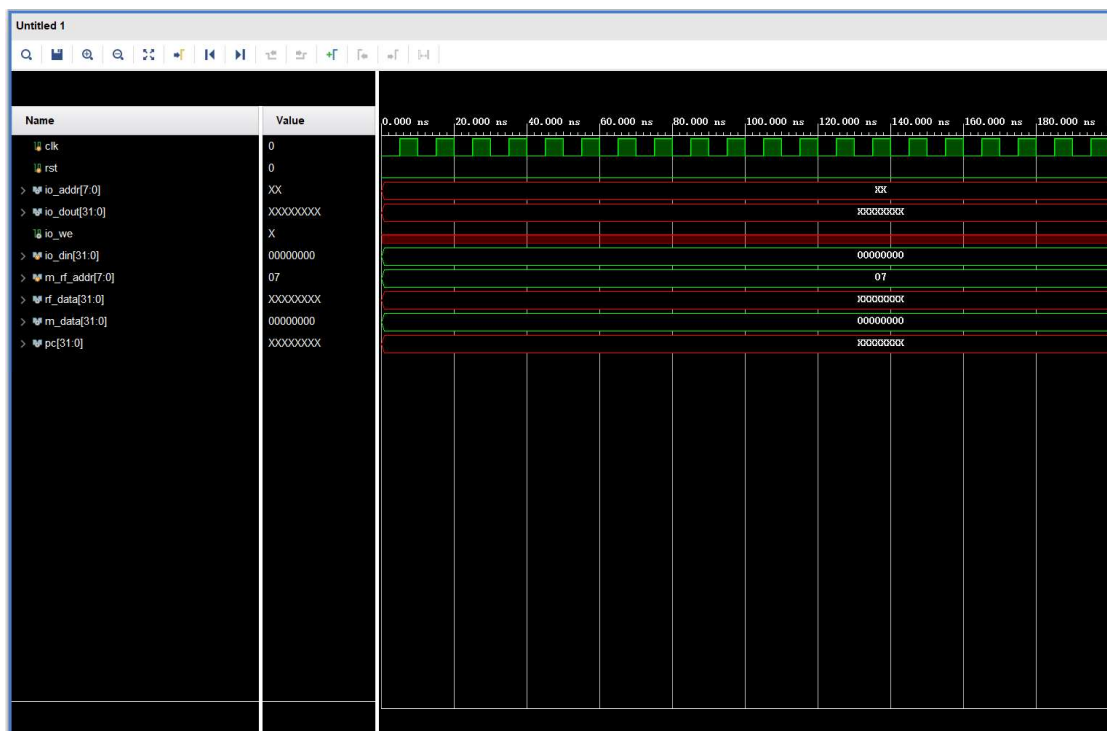 Untitled 1
Name Value
0.000 ns 20.000 ns 40.000 ns 60.000 ns 80.000 ns 100.000 ns 120.000 ns 140.000 ns 160.000 ns 180.000 ns
clk 0
rst 0
io_addr[7:0] XX XX
io_dout[31:0] XXXXXXXX XXXXXXXX
io_we X
io_din[31:0] 00000000 00000000
m_rf_addr[7:0] 07 07
rf_data[31:0] XXXXXXXX XXXXXXXX
m_data[31:0] 00000000 00000000
pc[31:0] XXXXXXXX XXXXXXXX